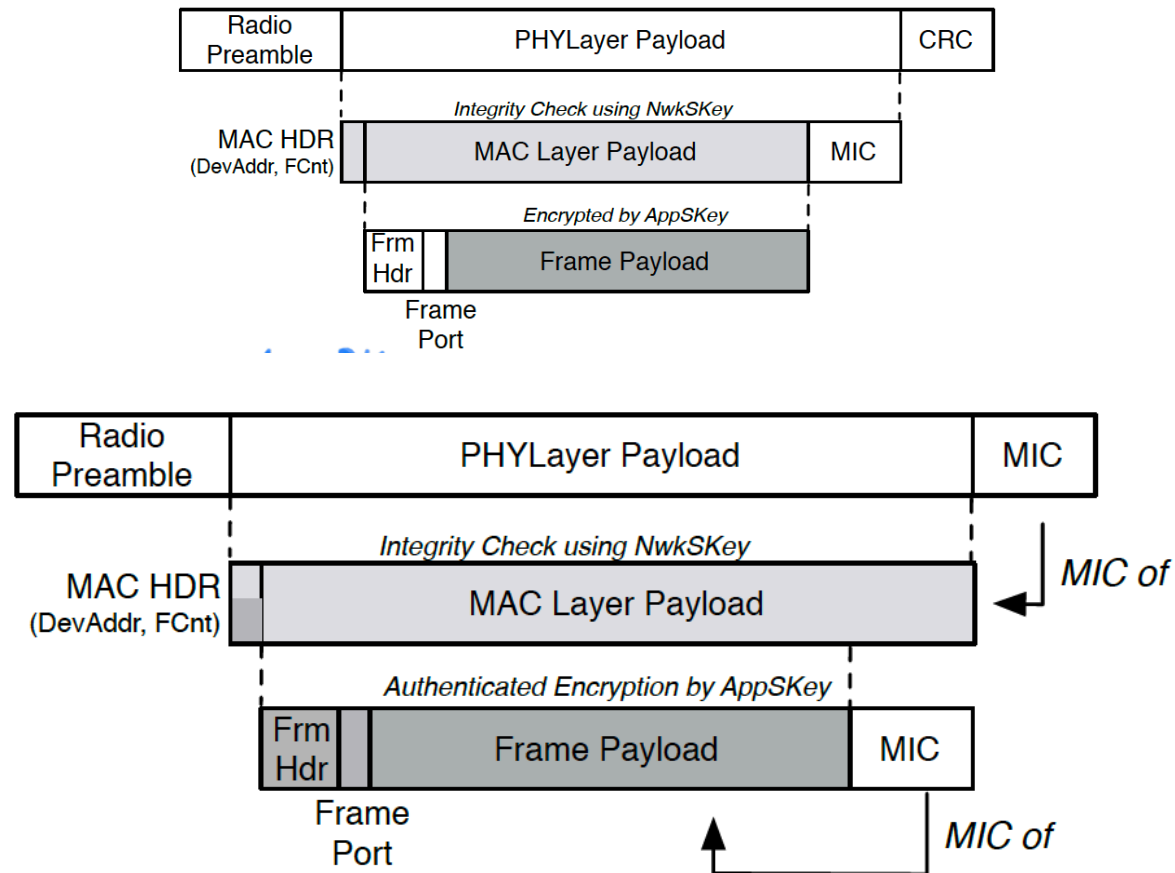 Radio
Preamble
PHYLayer Payload
CRC
Integrity Check using NwkSKey
MAC HDR
(DevAddr, FCnt)
MAC Layer Payload
MIC
Encrypted by AppSKey
Frm
Hdr
Frame Payload
Frame
Port
Radio
Preamble
PHYLayer Payload
MIC
Integrity Check using NwkSKey
MAC HDR
(DevAddr, FCnt)
MAC Layer Payload
MIC of
Authenticated Encryption by AppSKey
Frm
Hdr
Frame Payload
MIC
Frame
Port
MIC of